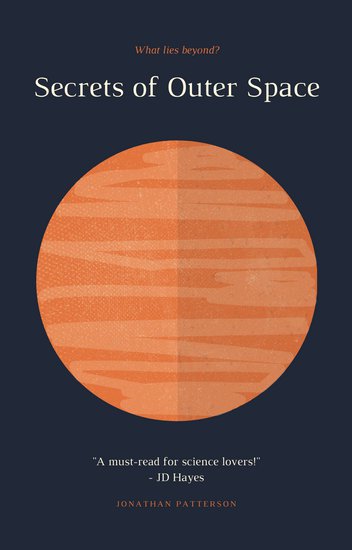 What lies beyond?
Secrets of Outer Space
"A must-read for science lovers!"
- JD Hayes
JONATHAN PATTERSON